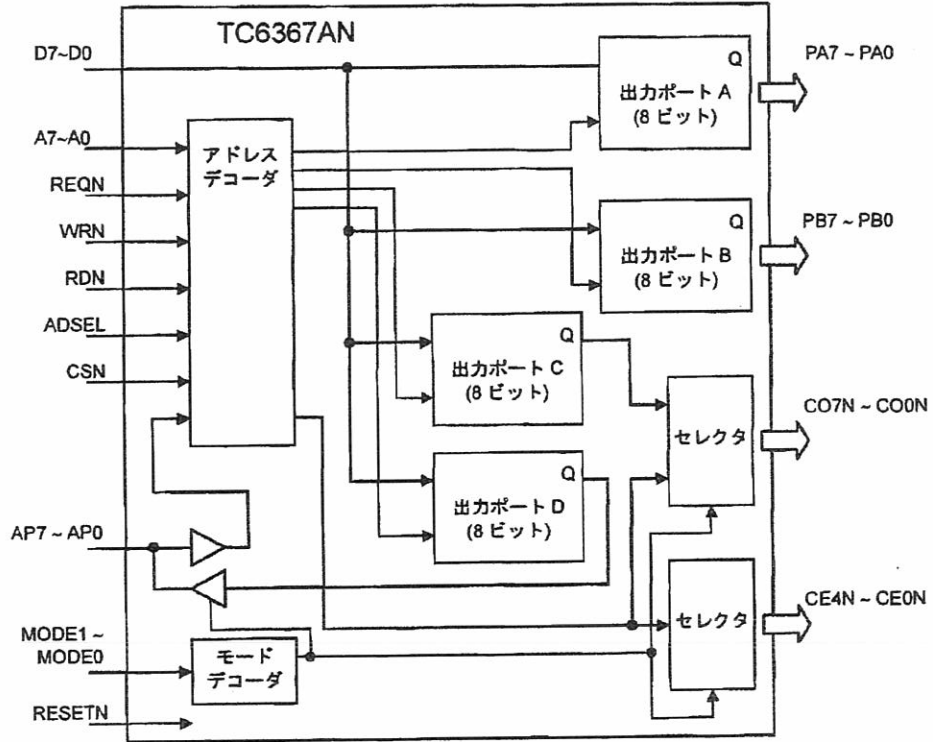 TC6367AN
D7~D0
Q
出力ポート A
(8 ビット)
PA7 ~ PA0
A7~A0
アドレス
デコーダ
REQN
WRN
Q
出力ポート B
(8 ビット)
PB7 ~ PB0
RDN
ADSEL
CSN
Q
出力ポート C
(8 ビット)
セレクタ
CO7N ~ CO0N
Q
出力ポート D
(8 ビット)
AP7 ~ AP0
セレクタ
CE4N ~ CE0N
MODE1 ~
MODE0
モード
デコーダ
RESETN